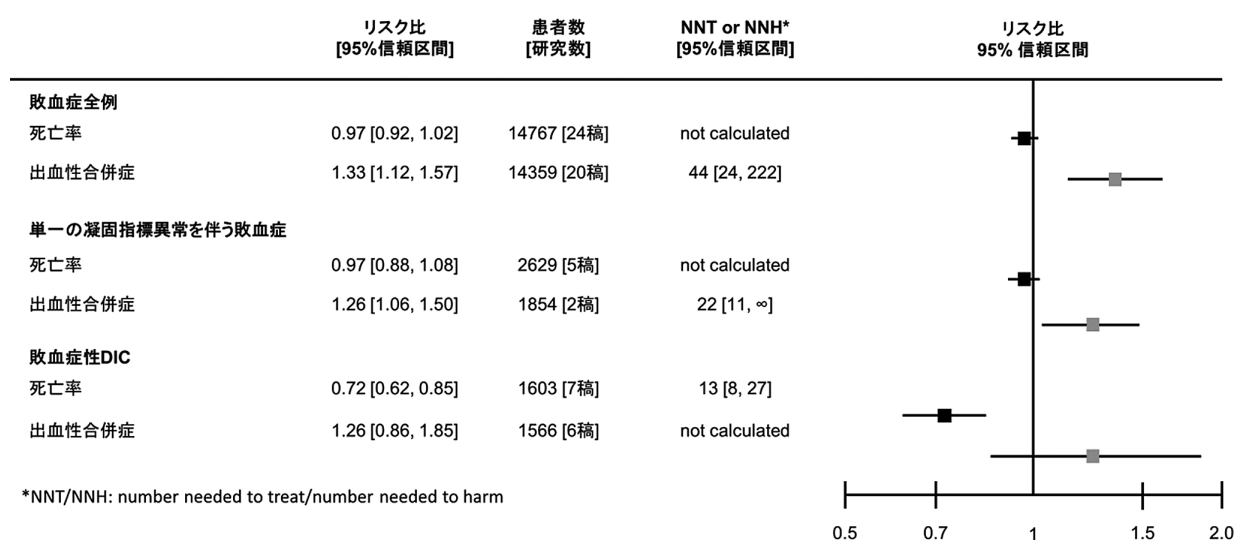 リスク比 患者数 NNT or NNH* リスク比
[95%信頼区間] [研究数] [95%信頼区間] 95% 信頼区間
敗血症全例
死亡率 0.97 [0.92, 1.02] 14767 [24稿] not calculated
出血性合併症 1.33 [1.12, 1.57] 14359 [20稿] 44 [24, 222]
単一の凝固指標異常を伴う敗血症
死亡率 0.97 [0.88, 1.08] 2629 [5稿] not calculated
出血性合併症 1.26 [1.06, 1.50] 1854 [2稿] 22 [11, ∞]
敗血症性DIC
死亡率 0.72 [0.62, 0.85] 1603 [7稿] 13 [8, 27]
出血性合併症 1.26 [0.86, 1.85] 1566 [6稿] not calculated
*NNT/NNH: number needed to treat/number needed to harm
0.5 0.7 1 1.5 2.0